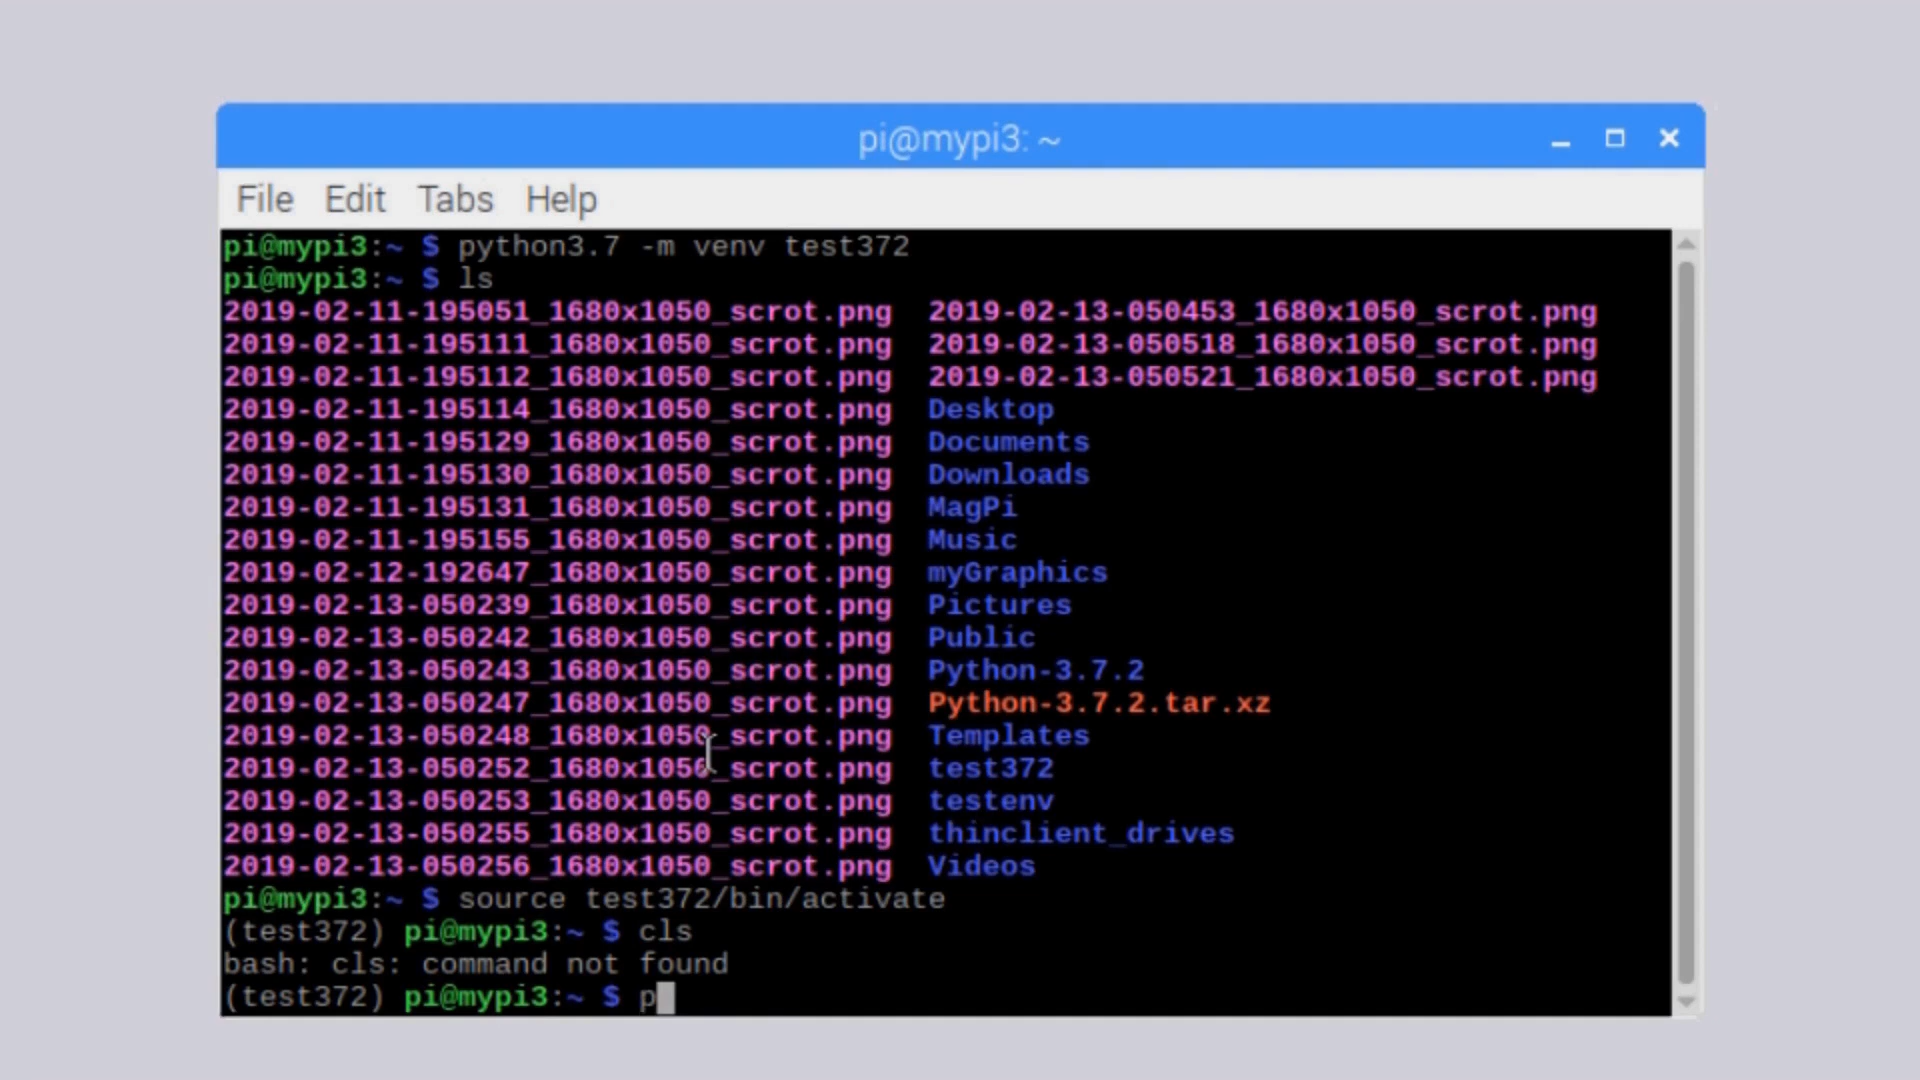 pi@mypi3: ~
File Edit Tabs Help
pi@mypi3:~ $ python3.7 -m venv test372
pi@mypi3:~ $ ls
2019-02-11-195051_1680x1050_scrot.png 2019-02-13-050453_1680x1050_scrot.png
2019-02-11-195111_1680x1050_scrot.png 2019-02-13-050518_1680x1050_scrot.png
2019-02-11-195112_1680x1050_scrot.png 2019-02-13-050521_1680x1050_scrot.png
2019-02-11-195114_1680x1050_scrot.png Desktop
2019-02-11-195129_1680x1050_scrot.png Documents
2019-02-11-195130_1680x1050_scrot.png Downloads
2019-02-11-195131_1680x1050_scrot.png MagPi
2019-02-11-195155_1680x1050_scrot.png Music
2019-02-12-192647_1680x1050_scrot.png myGraphics
2019-02-13-050239_1680x1050_scrot.png Pictures
2019-02-13-050242_1680x1050_scrot.png Public
2019-02-13-050243_1680x1050_scrot.png Python-3.7.2
2019-02-13-050247_1680x1050_scrot.png Python-3.7.2.tar.xz
2019-02-13-050248_1680x1050_scrot.png Templates
2019-02-13-050252_1680x1050_scrot.png test372
2019-02-13-050253_1680x1050_scrot.png testenv
2019-02-13-050255_1680x1050_scrot.png thinclient_drives
2019-02-13-050256_1680x1050_scrot.png Videos
pi@mypi3:~ $ source test372/bin/activate
(test372) pi@mypi3:~ $ cls
bash: cls: command not found
(test372) pi@mypi3:~ $ p